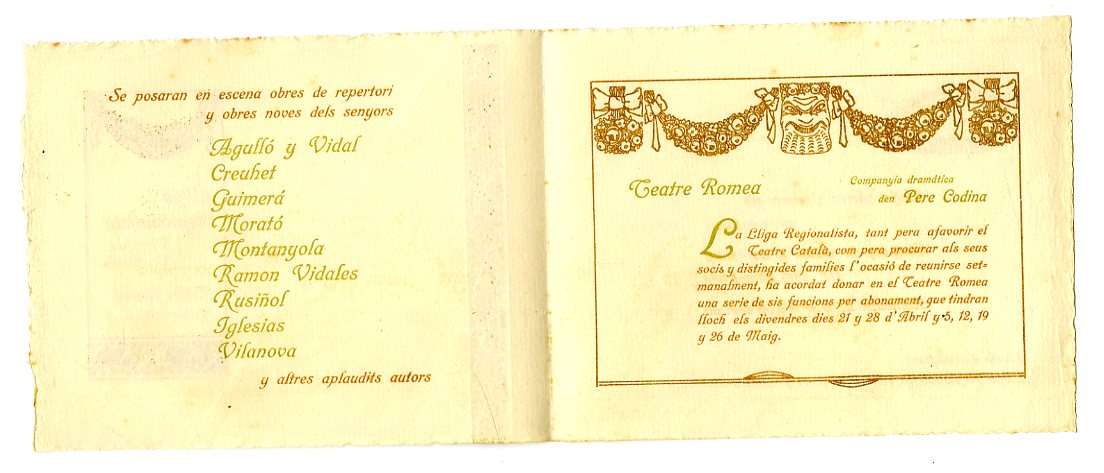 Se posaran en escena obres de repertori
y obres noves dels senyors
Agulló y Vidal
Creuhet
Guimerá
Morató
Montanyola
Ramon Vidales
Rusiñol
Iglesias
Vilanova
y altres aplaudits autors
Teatre Romea
Companyia dramática
den Pere Codina
La Lliga Regionalista, tant pera afavorir el
Teatre Català, com pera procurar als seus
socis y distingides families l'ocasió de reunirse set=
manalment, ha acordat donar en el Teatre Romea
una serie de sis funcions per abonament, que tindran
lloch els divendres dies 21 y 28 d'Abril y 5, 12, 19
y 26 de Maig.